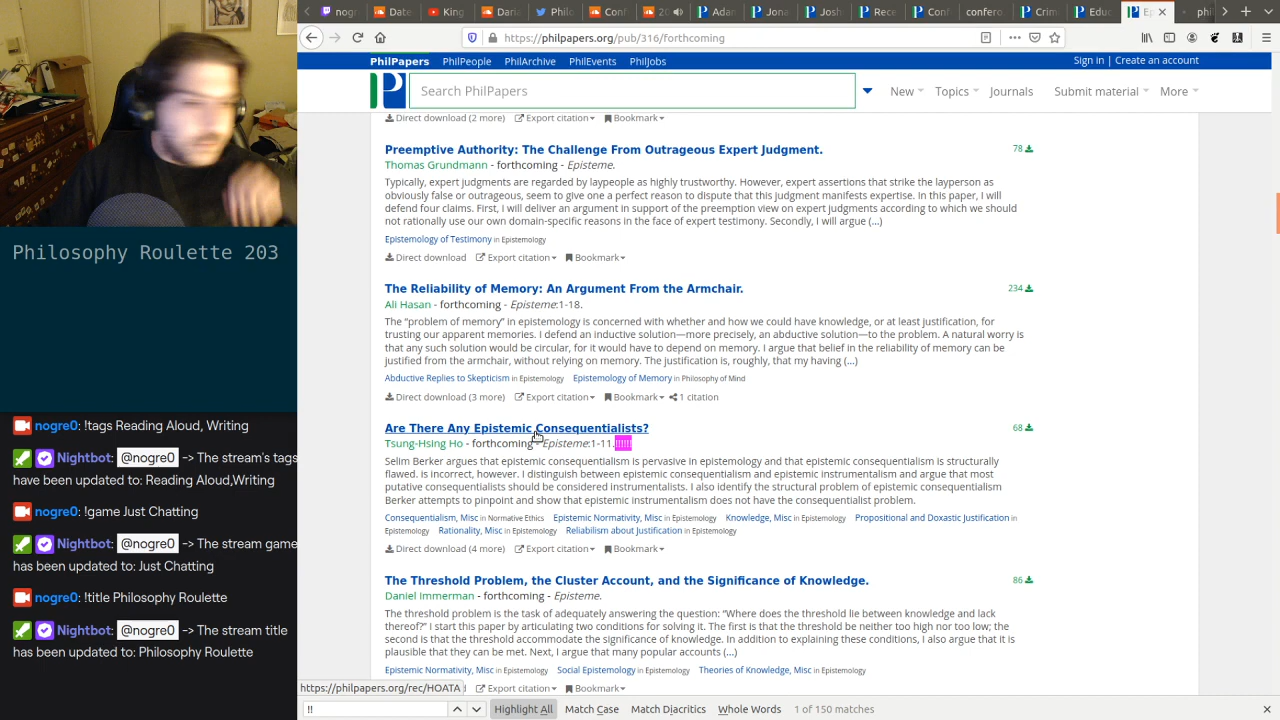 nogr
Date
King
Daria
Philo
Conf
20
Adan
Jona
Josh
Rece
Conf
confero
Crim
Educ
Ep
phi
https://philpapers.org/pub/316/forthcoming
PhilPapers PhilPeople PhilArchive PhilEvents PhilJobs
Sign in | Create an account
Search PhilPapers
New Topics Journals Submit material More
Direct download (2 more) Export citation Bookmark
Preemptive Authority: The Challenge From Outrageous Expert Judgment. 78
Thomas Grundmann - forthcoming - Episteme.
Typically, expert judgments are regarded by laypeople as highly trustworthy. However, expert assertions that strike the layperson as
obviously false or outrageous, seem to give one a perfect reason to dispute that this judgment manifests expertise. In this paper, I will
defend four claims. First, I will deliver an argument in support of the preemption view on expert judgments according to which we should
not rationally use our own domain-specific reasons in the face of expert testimony. Secondly, I will argue (...)
Epistemology of Testimony in Epistemology
Direct download Export citation Bookmark
The Reliability of Memory: An Argument From the Armchair. 234
Ali Hasan - forthcoming - Episteme:1-18.
The “problem of memory” in epistemology is concerned with whether and how we could have knowledge, or at least justification, for
trusting our apparent memories. I defend an inductive solution—more precisely, an abductive solution—to the problem. A natural worry is
that any such solution would be circular, for it would have to depend on memory. I argue that belief in the reliability of memory can be
justified from the armchair, without relying on memory. The justification is, roughly, that my having (...)
Abductive Replies to Skepticism in Epistemology Epistemology of Memory in Philosophy of Mind
Direct download (3 more) Export citation Bookmark 1 citation
Are There Any Epistemic Consequentialists? 68
Tsung-Hsing Ho - forthcoming - Episteme:1-11.
Selim Berker argues that epistemic consequentialism is pervasive in epistemology and that epistemic consequentialism is structurally
flawed. is incorrect, however. I distinguish between epistemic consequentialism and epistemic instrumentalism and argue that most
putative consequentialists should be considered instrumentalists. I also identify the structural problem of epistemic consequentialism
Berker attempts to pinpoint and show that epistemic instrumentalism does not have the consequentialist problem.
Consequentialism, Misc in Normative Ethics Epistemic Normativity, Misc in Epistemology Knowledge, Misc in Epistemology Propositional and Doxastic Justification in
Epistemology Rationality, Misc in Epistemology Reliabilism about Justification in Epistemology
Direct download (4 more) Export citation Bookmark
The Threshold Problem, the Cluster Account, and the Significance of Knowledge. 86
Daniel Immerman - forthcoming - Episteme.
The threshold problem is the task of adequately answering the question: “Where does the threshold lie between knowledge and lack
thereof?” I start this paper by articulating two conditions for solving it. The first is that the threshold be neither too high nor too low; the
second is that the threshold accommodate the significance of knowledge. In addition to explaining these conditions, I also argue that it is
plausible that they can be met. Next, I argue that many popular accounts (...)
Epistemic Normativity, Misc in Epistemology Social Epistemology in Epistemology Theories of Knowledge, Misc in Epistemology
https://philpapers.org/rec/HOATA Export citation Bookmark
!! Highlight All Match Case Match Diacritics Whole Words 1 of 150 matches
Philosophy Roulette 203
nogre0: !tags Reading Aloud, Writing
Nightbot: @nogre0 -> The stream's tags
have been updated to: Reading Aloud,Writing
nogre0: !game Just Chatting
Nightbot: @nogre0 -> The stream game
has been updated to: Just Chatting
nogre0: !title Philosophy Roulette
Nightbot: @nogre0 -> The stream title
has been updated to: Philosophy Roulette